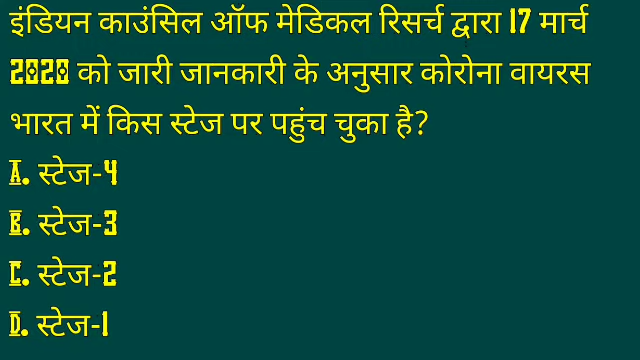 इंडियन काउंसिल ऑफ मेडिकल रिसर्च द्वारा 17 मार्च
2020 को जारी जानकारी के अनुसार कोरोना वायरस
भारत में किस स्टेज पर पहुंच चुका है?
A. स्टेज-4
B. स्टेज-3
C. स्टेज-2
D. स्टेज-1